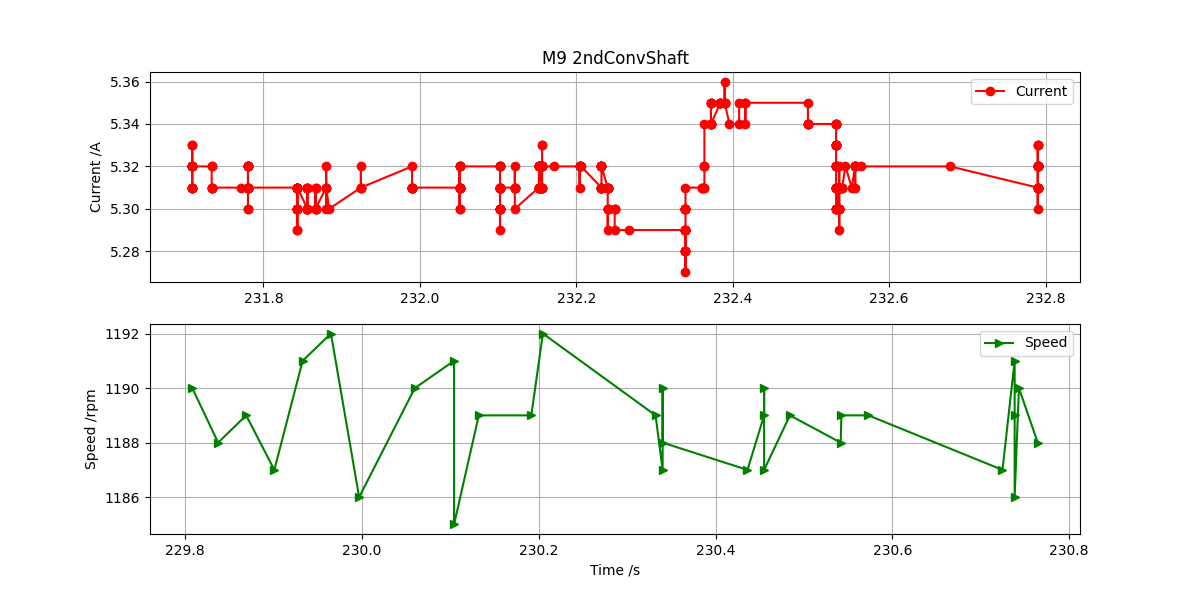 M9 2ndConvShaft
5.36
5.34
5.32
5.30
5.28
Current /A
Current
231.8 232.0 232.2 232.4 232.6 232.8
1192
1190
1188
1186
Speed /rpm
Speed
229.8 230.0 230.2 230.4 230.6 230.8
Time /s